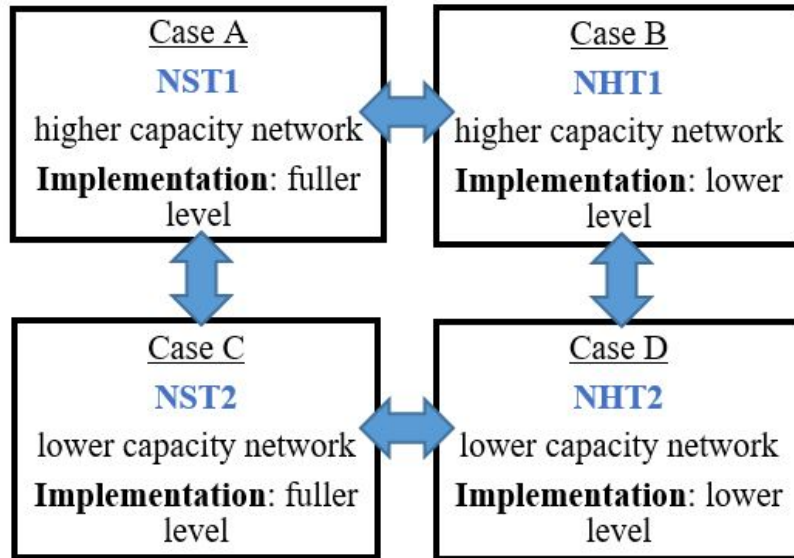 Case A
NST1
higher capacity network
Implementation: fuller
level
Case B
NHT1
higher capacity network
Implementation: lower
level
Case C
NST2
lower capacity network
Implementation: fuller
level
Case D
NHT2
lower capacity network
Implementation: lower
level